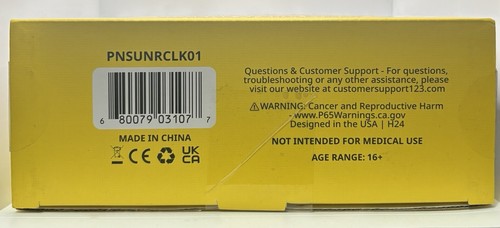 PNSUNRCLK01
6 80079 03107 7
MADE IN CHINA
CE UK
CA
Questions & Customer Support - For questions,
troubleshooting or any other assistance, please
visit our website at customersupport123.com
⚠WARNING: Cancer and Reproductive Harm
- www.P65Warnings.ca.gov
Designed in the USA | H24
NOT INTENDED FOR MEDICAL USE
AGE RANGE: 16+